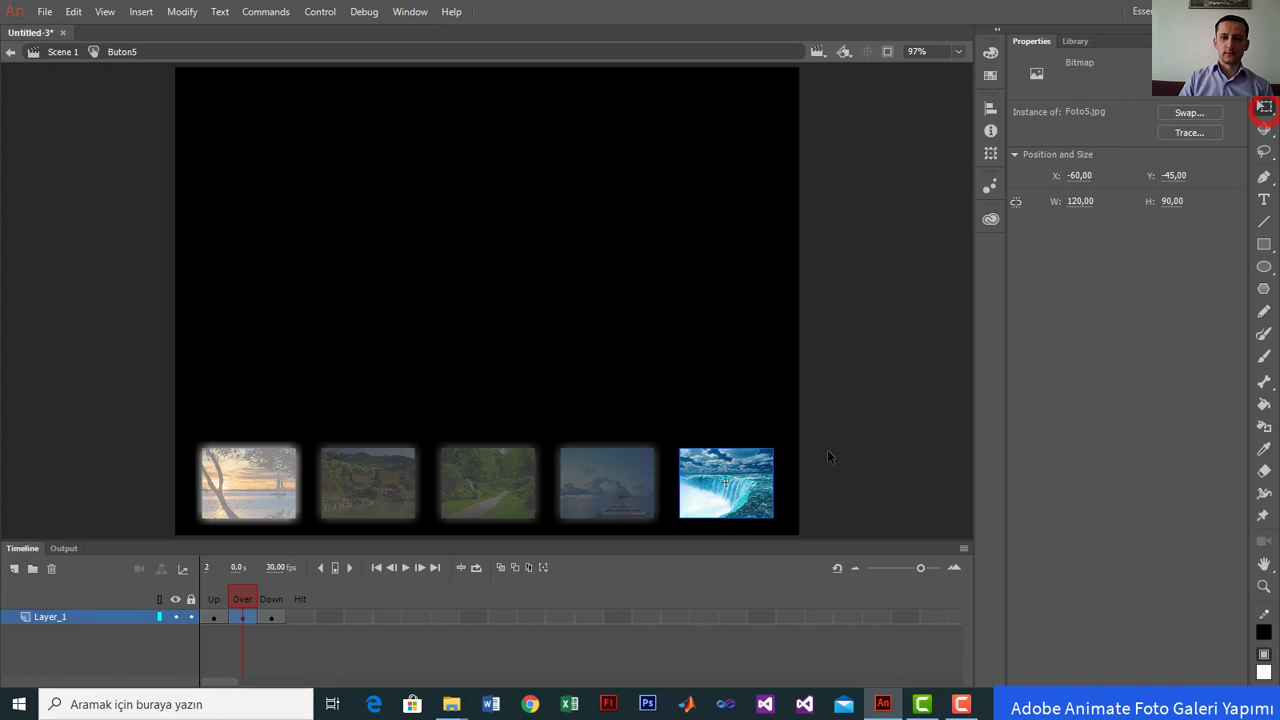 An File Edit View Insert Modify Text Commands Control Debug Window Help Essen
Untitled-3* ×
Scene 1 Buton5 97%
Properties Library
Bitmap
Instance of: Foto5.jpg Swap...
Trace...
Position and Size
X: -60,00 Y: -45,00
W: 120,00 H: 90,00
Timeline Output
2 0.0 s 30,00 fps
Up Over Down Hit
Layer_1
Aramak için buraya yazın
Adobe Animate Foto Galeri Yapımı